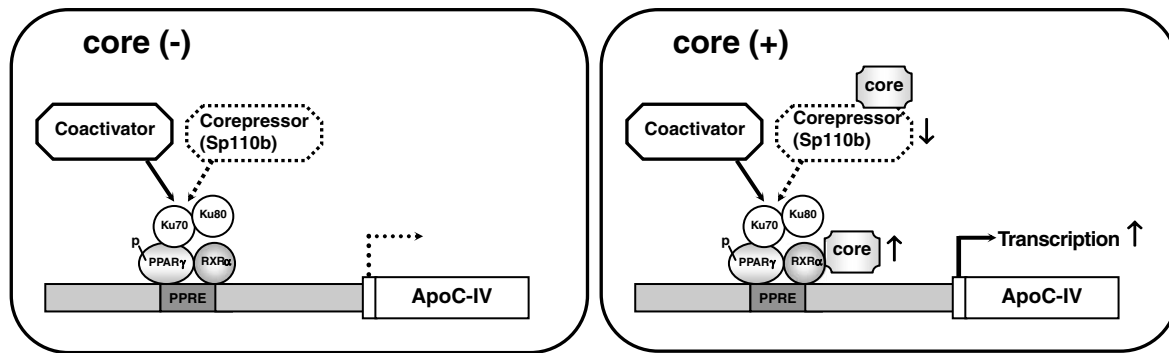 core (-)
Coactivator
Corepressor
(Sp110b)
Ku70
Ku80
p
PPARγ
RXRα
PPRE
ApoC-IV
core (+)
core
Coactivator
Corepressor
(Sp110b)
↓
Ku70
Ku80
p
PPARγ
RXRα
core ↑
Transcription ↑
PPRE
ApoC-IV